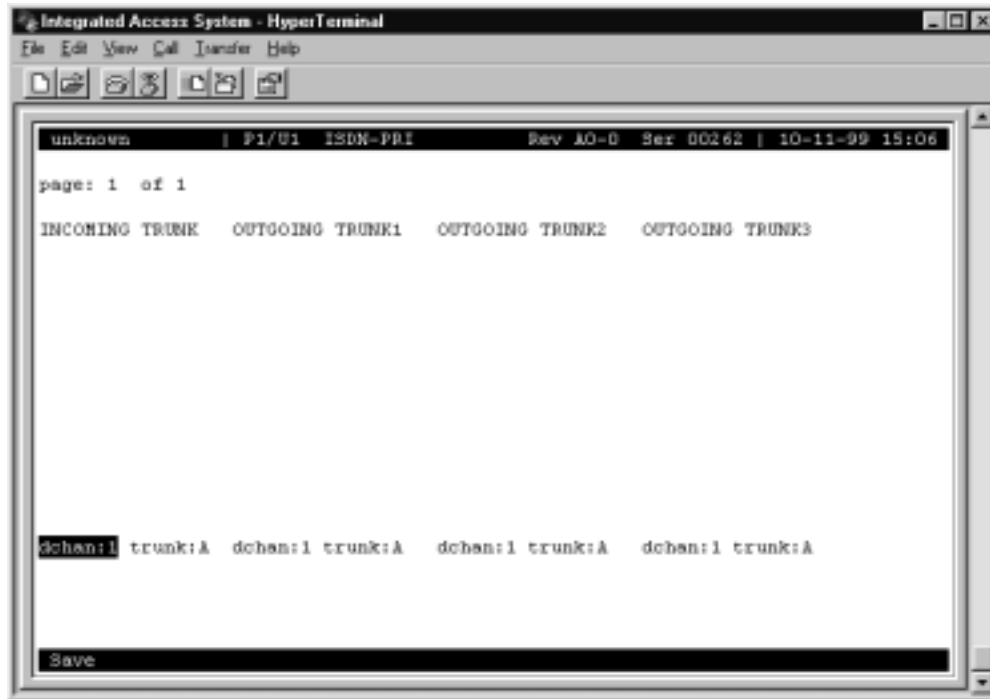 Integrated Access System - HyperTerminal
File Edit View Call Transfer Help
unknown | P1/U1 ISDN-PRI Rev A0-0 Ser 00262 | 10-11-99 15:06
page: 1 of 1
INCOMING TRUNK OUTGOING TRUNK1 OUTGOING TRUNK2 OUTGOING TRUNK3
dchan:1 trunk:A dchan:1 trunk:A dchan:1 trunk:A dchan:1 trunk:A
Save